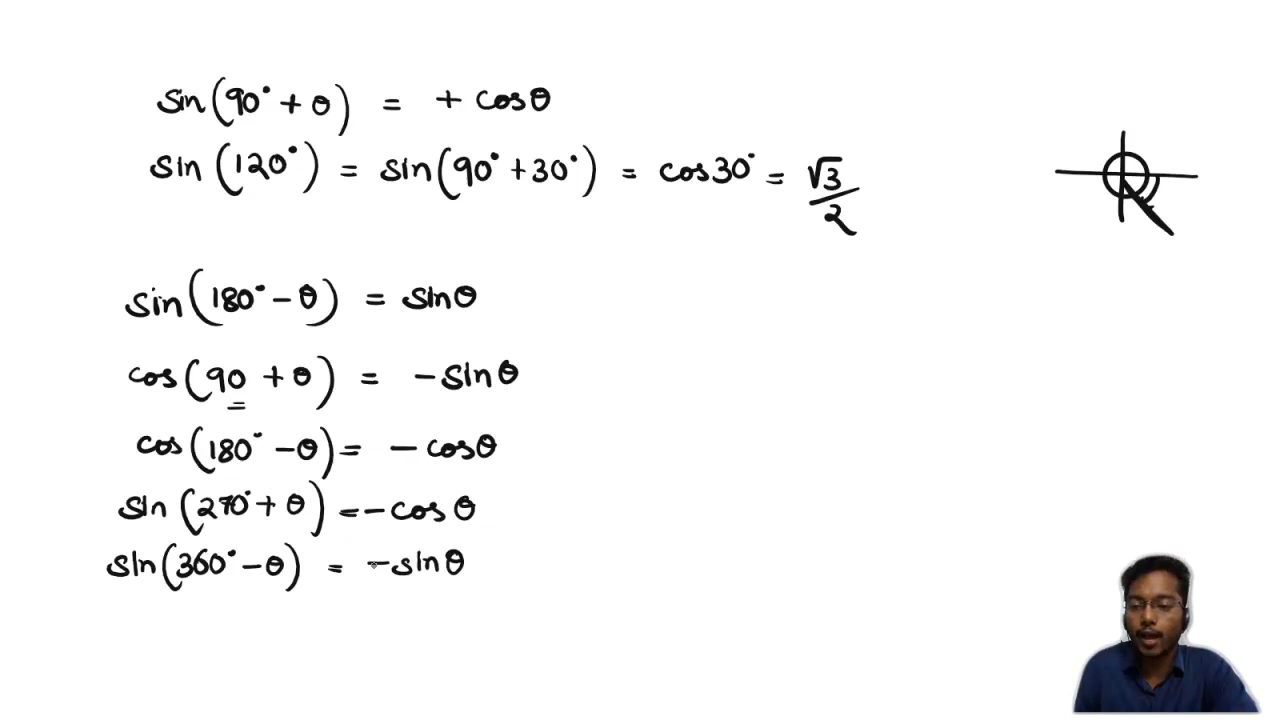 sin(90° + θ) = + cosθ
sin(120°) = sin(90° + 30°) = cos30° = √3/2
sin(180° - θ) = sinθ
cos(90 + θ) = - sinθ
cos(180° - θ) = - cosθ
sin(270° + θ) = - cosθ
sin(360° - θ) = - sinθ